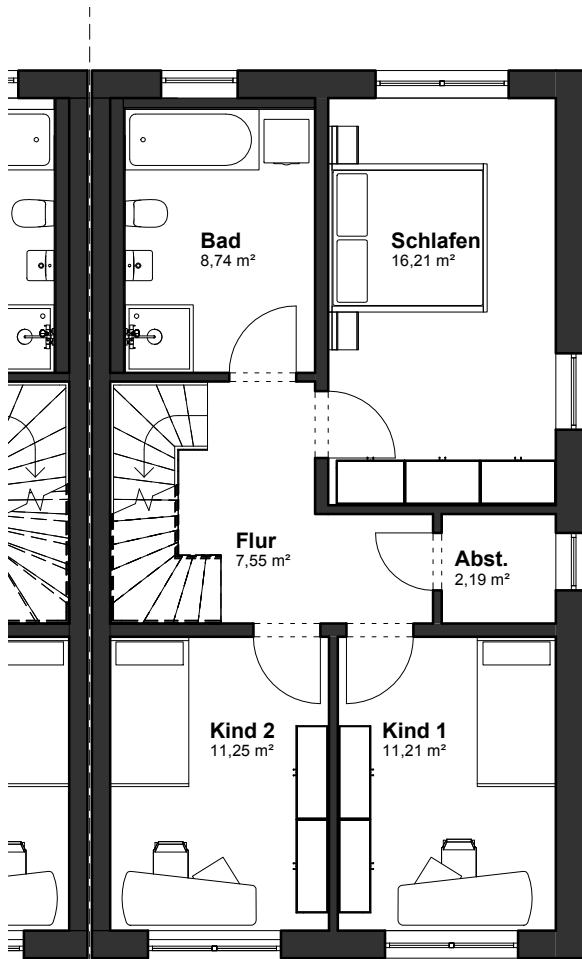 Bad
8,74 m²
Schlafen
16,21 m²
Flur
7,55 m²
Abst.
2,19 m²
Kind 2
11,25 m²
Kind 1
11,21 m²